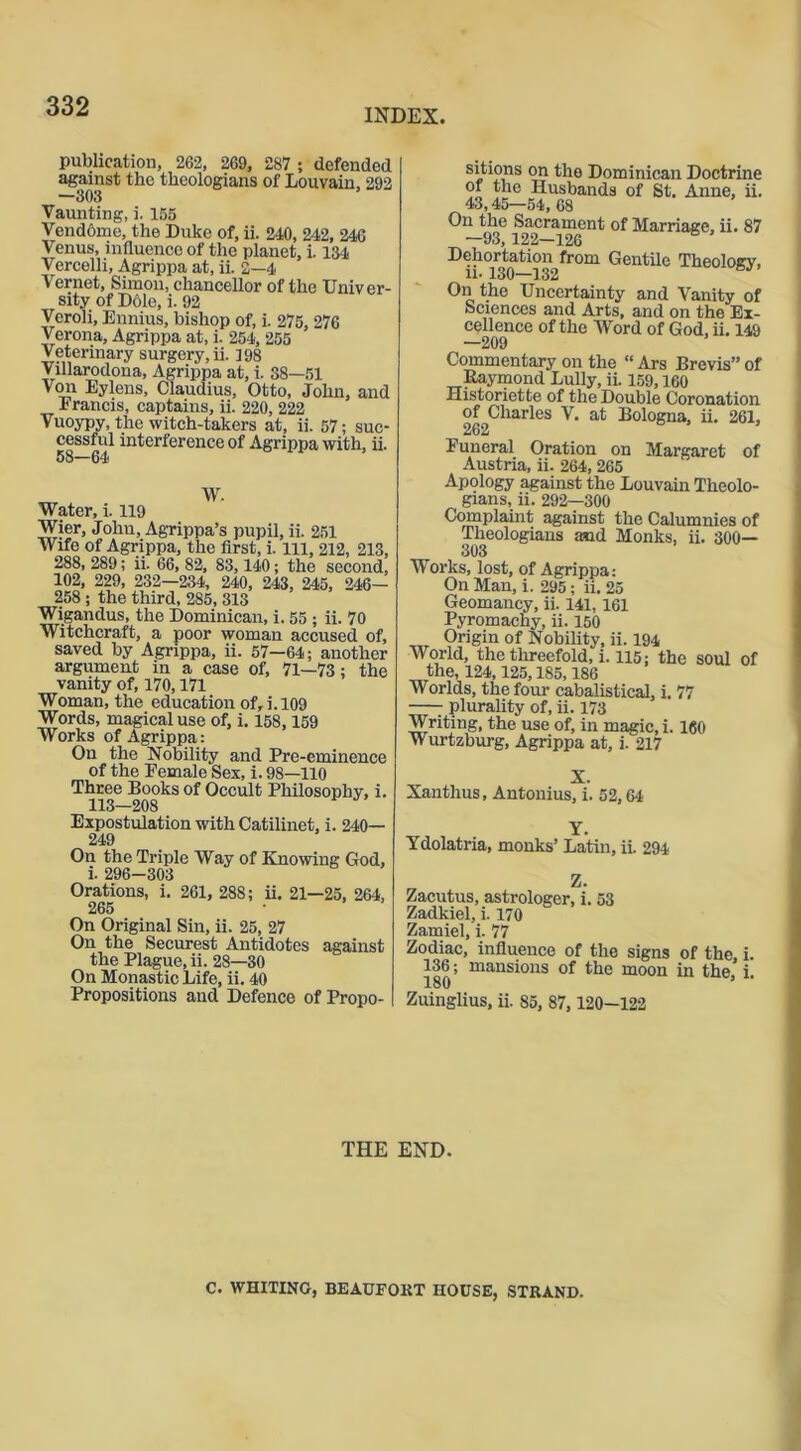 332
INDEX.
publication, 262, 269, 287 ; defended
against the theologians of Louvain, 292
—303
Vaunting, i. 155
Vendôme, the Duke of, ii. 240, 242, 246
Venus, influence of the planet, i. 134
Vercelli, Agrippa at, ii. 2—4
Vernet, Simon, chancellor of the Univer-
sity of Dôle, i. 92
Veroli, Ennius, bishop of, i. 275, 276
Verona, Agrippa at, i. 254, 255
Veterinary surgery, ii. 198
Villarodona, Agrippa at, i. 38—51
Von Eylens, Claudius, Otto, John, and
Francis, captains, ii. 220, 222
Vuoypy, the witch-takers at, ii. 57; suc-
cessful interference of Agrippa with, ii.
58—64
W.
Water, i. 119
Wier, John, Agrippa's pupil, ii. 251
Wife of Agrippa, the first, i. 111, 212, 213,
288, 289; ii. 66, 82, 83, 140; the second,
102, 229, 232—234, 240, 243, 245, 246—
258 ; the third, 285, 313
Wigandus, the Dominican, i. 55 ; ii. 70
Witchcraft, a poor woman accused of,
saved by Agrippa, ii. 57—64; another
argument in a case of, 71—73; the
vanity of, 170, 171
Woman, the education of, i. 109
Words, magical use of, i. 158, 159
Works of Agrippa:
On the Nobility and Pre-eminence
of the Female Sex, i. 98—110
Three Books of Occult Philosophy, i.
113—208
Expostulation with Catilinet, i. 240—
249
On the Triple Way of Knowing God,
i. 296—303
Orations, i. 261, 288; ii. 21—25, 264,
265
On Original Sin, ii. 25, 27
On the Securest Antidotes against
the Plague, ii. 28—30
On Monastic Life, ii. 40
Propositions and Defence of Propo-
sitions on the Dominican Doctrine
of the Husbands of St. Anne, ii.
43, 45—54, 68
On the Sacrament of Marriage, ii. 87
—93, 122—126
Dehortation from Gentile Theology,
ii. 130—132
On the Uncertainty and Vanity of
Sciences and Arts, and on the Ex-
cellence of the Word of God, ii. 149
—209
Commentary on the “ Ars Brevis” of
Raymond Lully, ii. 159, 160
Historiette of the Double Coronation
of Charles V. at Bologna, ii. 261,
262
Funeral Oration on Margaret of
Austria, ii. 264, 265
Apology against the Louvain Theolo-
gians, ii. 292—300
Complaint against the Calumnies of
Theologians and Monks, ii. 300—
303
Works, lost, of Agrippa:
On Man, i. 295; ii. 25
Geomancy, ii. 141, 161
Pyromachy, ii. 150
Origin of Nobility, ii. 194
World, the threefold, i. 115; the soul of
the, 124, 125, 185, 186
Worlds, the four cabalistical, i. 77
—— plurality of, ii. 173
Writing, the use of, in magic, i. 160
Wurtzburg, Agrippa at, i. 217
X.
Xanthus, Antonius, i. 52, 64
Y.
Ydolatria, monks' Latin, ii. 294
Z.
Zacutus, astrologer, i. 53
Zadkiel, i. 170
Zamiel, i. 77
Zodiac, influence of the signs of the, i.
136; mansions of the moon in the, i.
180
Zuinglius, ii. 85, 87, 120—122
THE END.
C. WHITING, BEAUFORT HOUSE, STRAND.